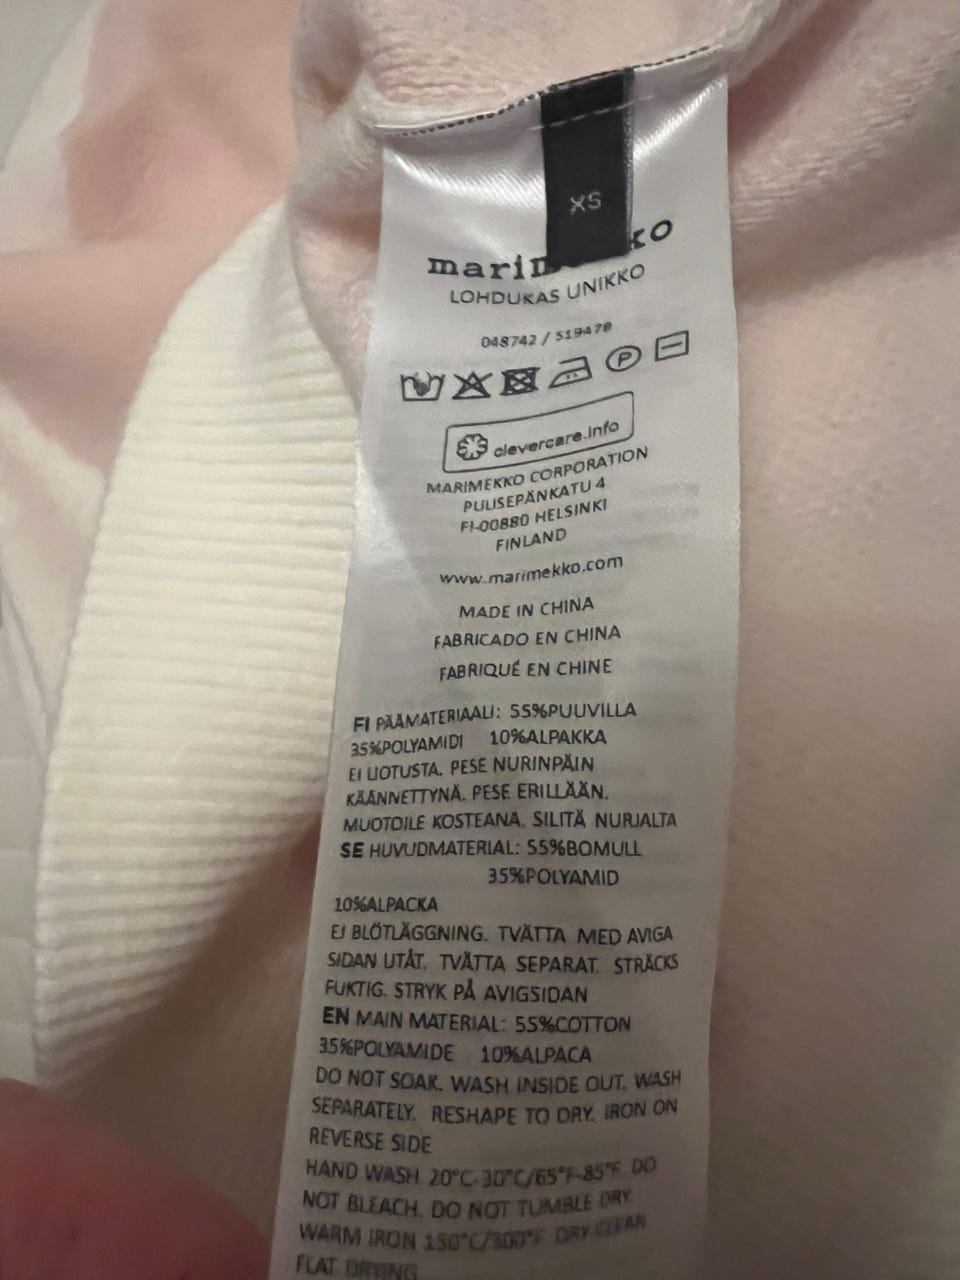 XS
LOHDUKAS UNIKKO
048742 / 519478
P
clevercare.info
MARIMEKKO CORPORATION
PUUSEPÄNKATU 4
FI-00880 HELSINKI
FINLAND
www.marimekko.com
MADE IN CHINA
FABRICADO EN CHINA
FABRIQUÉ EN CHINE
FI PÄÄMATERIAALI: 55%PUUVILLA
35%POLYAMIDI 10%ALPAKKA
EI LIOTUSTA. PESE NURINPÄIN
KÄÄNNETTYNÄ. PESE ERILLÄÄN.
MUOTOILE KOSTEANA. SILITÄ NURJALTA
SE HUVUDMATERIAL: 55%BOMULL
35%POLYAMID
10%ALPACKA
EJ BLÖTLÄGGNING. TVÄTTA MED AVIGA
SIDAN UTÅT. TVÄTTA SEPARAT. STRÄCKS
FUKTIG. STRYK PÅ AVIGSIDAN
EN MAIN MATERIAL: 55%COTTON
35%POLYAMIDE 10%ALPACA
DO NOT SOAK. WASH INSIDE OUT. WASH
SEPARATELY. RESHAPE TO DRY. IRON ON
REVERSE SIDE
HAND WASH 20°C-30°C/65°F-85°F DO
NOT BLEACH. DO NOT TUMBLE DRY
WARM IRON 150°C/300°F DRY CLEAN
FLAT DRYING